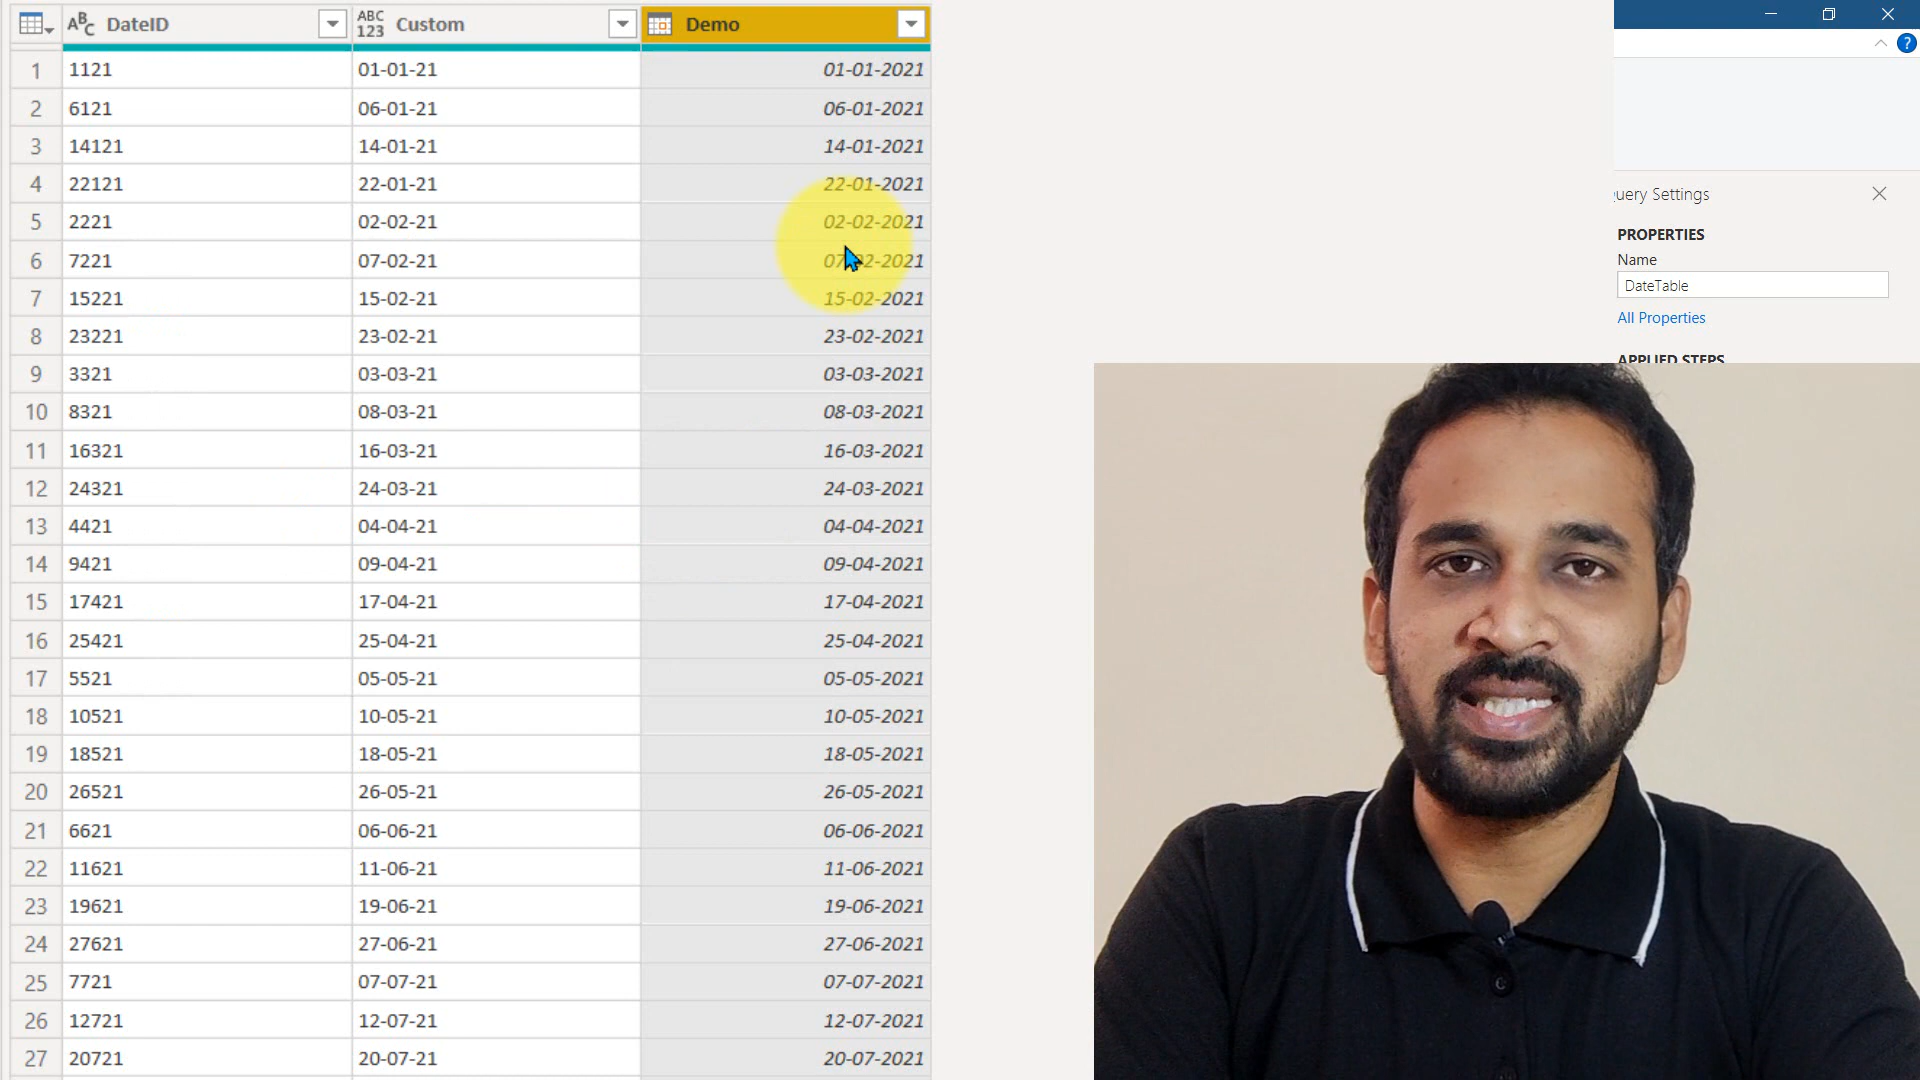 ABC DateID ABC 123 Custom Demo
1 1121 01-01-21 01-01-2021
2 6121 06-01-21 06-01-2021
3 14121 14-01-21 14-01-2021
4 22121 22-01-21 22-01-2021
5 2221 02-02-21 02-02-2021
6 7221 07-02-21 07-02-2021
7 15221 15-02-21 15-02-2021
8 23221 23-02-21 23-02-2021
9 3321 03-03-21 03-03-2021
10 8321 08-03-21 08-03-2021
11 16321 16-03-21 16-03-2021
12 24321 24-03-21 24-03-2021
13 4421 04-04-21 04-04-2021
14 9421 09-04-21 09-04-2021
15 17421 17-04-21 17-04-2021
16 25421 25-04-21 25-04-2021
17 5521 05-05-21 05-05-2021
18 10521 10-05-21 10-05-2021
19 18521 18-05-21 18-05-2021
20 26521 26-05-21 26-05-2021
21 6621 06-06-21 06-06-2021
22 11621 11-06-21 11-06-2021
23 19621 19-06-21 19-06-2021
24 27621 27-06-21 27-06-2021
25 7721 07-07-21 07-07-2021
26 12721 12-07-21 12-07-2021
27 20721 20-07-21 20-07-2021
?
uery Settings
PROPERTIES
Name
DateTable
All Properties
APPLIED STEPS